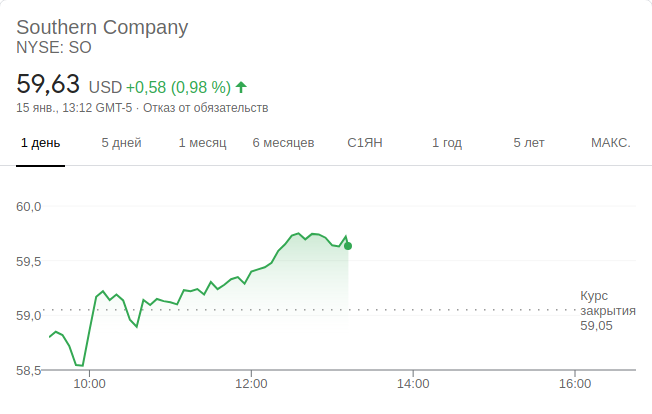 Southern Company
NYSE: SO
59,63 USD +0,58 (0,98 %)
15 янв., 13:12 GMT-5 · Отказ от обязательств
1 день 5 дней 1 месяц 6 месяцев С1ЯН 1 год 5 лет МАКС.
60,0
59,5
59,0
58,5
Курс
закрытия
59,05
10:00 12:00 14:00 16:00